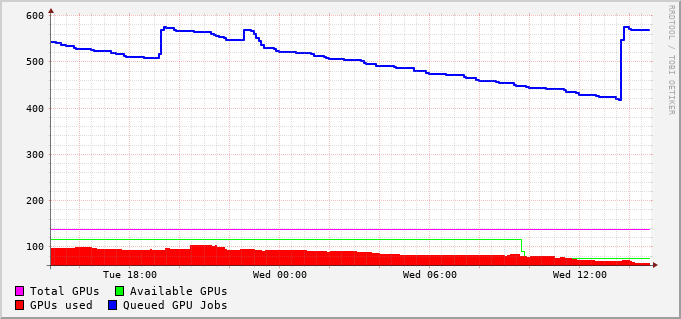 600
500
400
300
200
100
Tue 18:00 Wed 00:00 Wed 06:00 Wed 12:00
Total GPUs Available GPUs
GPUs used Queued GPU Jobs
RRDTOOL / TOBI OETIKER